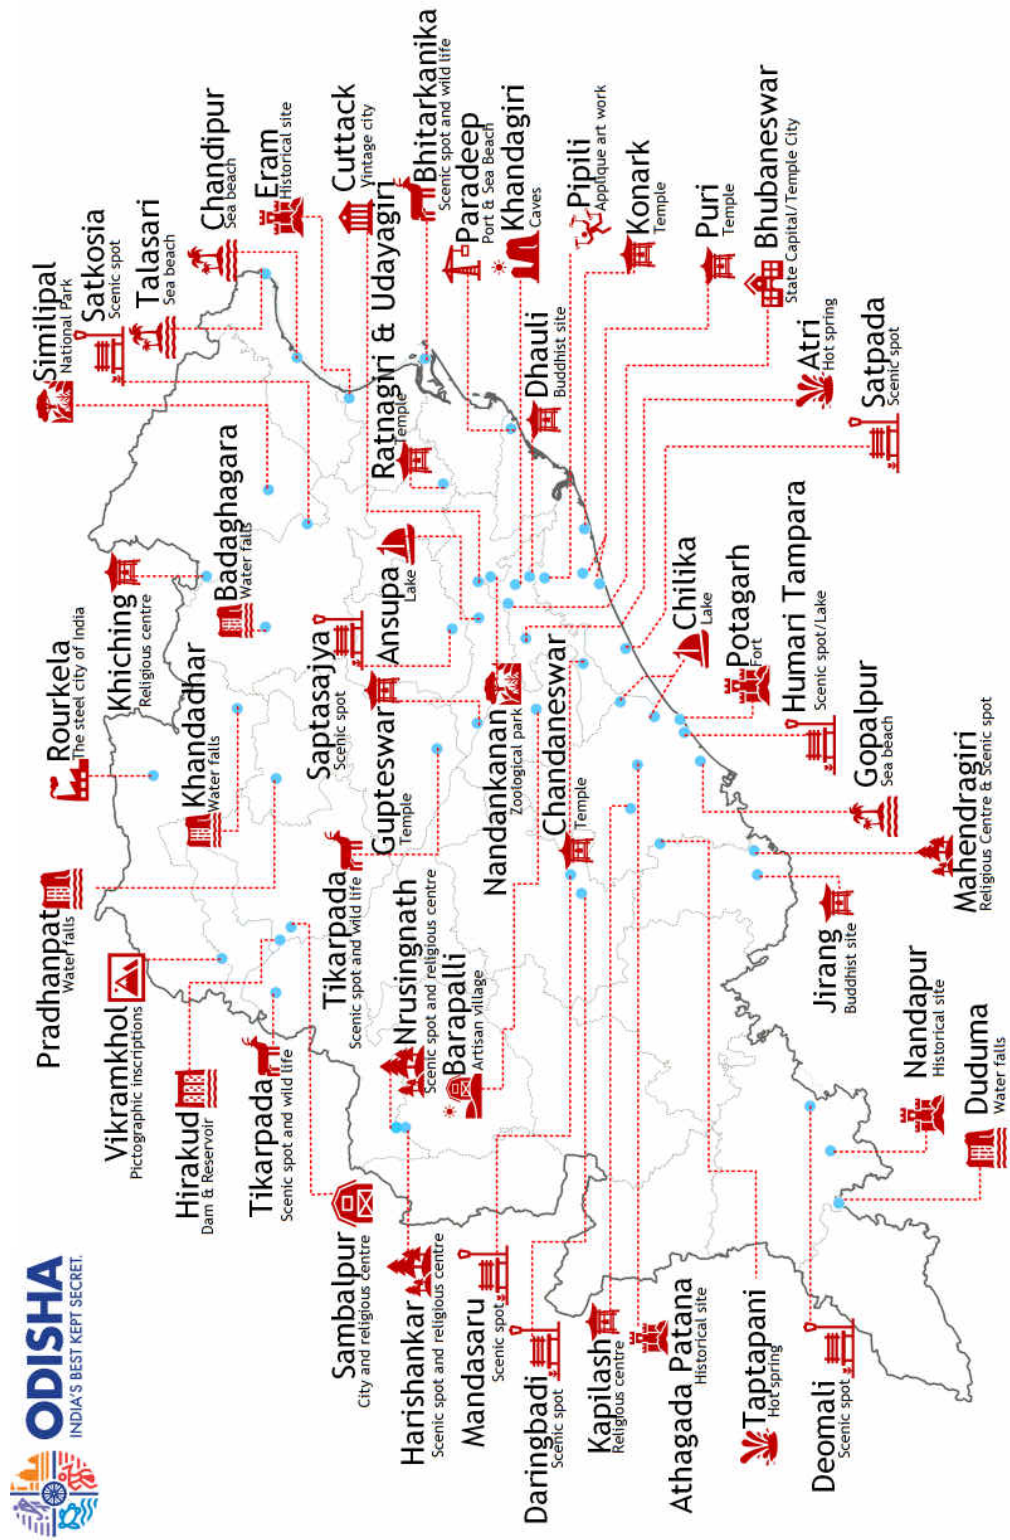 ODISHA
INDIA'S BEST KEPT SECRET.
Pradhanpat
Water falls
Rourkela
The steel city of India
Similipal
National Park
Satkosia
Scenic spot
Talasari
Sea beach
Chandipur
Sea beach
Eram
Historical site
Cuttack
Vintage city
Bhitarkanika
Scenic spot and wild life
Paradeep
Port & Sea Beach
Khandagiri
Caves
Pipili
Applique art work
Konark
Temple
Puri
Temple
Bhubaneswar
State Capital/Temple City
Vikramkhol
Pictographic inscriptions
Khiching
Religious centre
Khandadhar
Water falls
Badaghagara
Water falls
Hirakud
Dam & Reservoir
Tikarpada
Scenic spot and wild life
Saptasajya
Scenic spot
Ratnagiri & Udayagiri
Temple
Ansupa
Lake
Gupteswar
Temple
Tikarpada
Scenic spot and wild life
Sambalpur
City and religious centre
Nrusingnath
Scenic spot and religious centre
Harishankar
Scenic spot and religious centre
Barapalli
Artisan village
Nandankanan
Zoological park
Dhauli
Buddhist site
Mandasaru
Scenic spot
Chandaneswar
Temple
Daringbadi
Scenic spot
Kapilash
Religious centre
Athagada Patana
Historical site
Chilika
Lake
Potagarh
Fort
Humari Tampara
Scenic spot/Lake
Atri
Hot spring
Satpada
Scenic spot
Taptapani
Hot spring
Gopalpur
Sea beach
Jirang
Buddhist site
Deomali
Scenic spot
Nandapur
Historical site
Mahendragiri
Religious Centre & Scenic spot
Duduma
Water falls